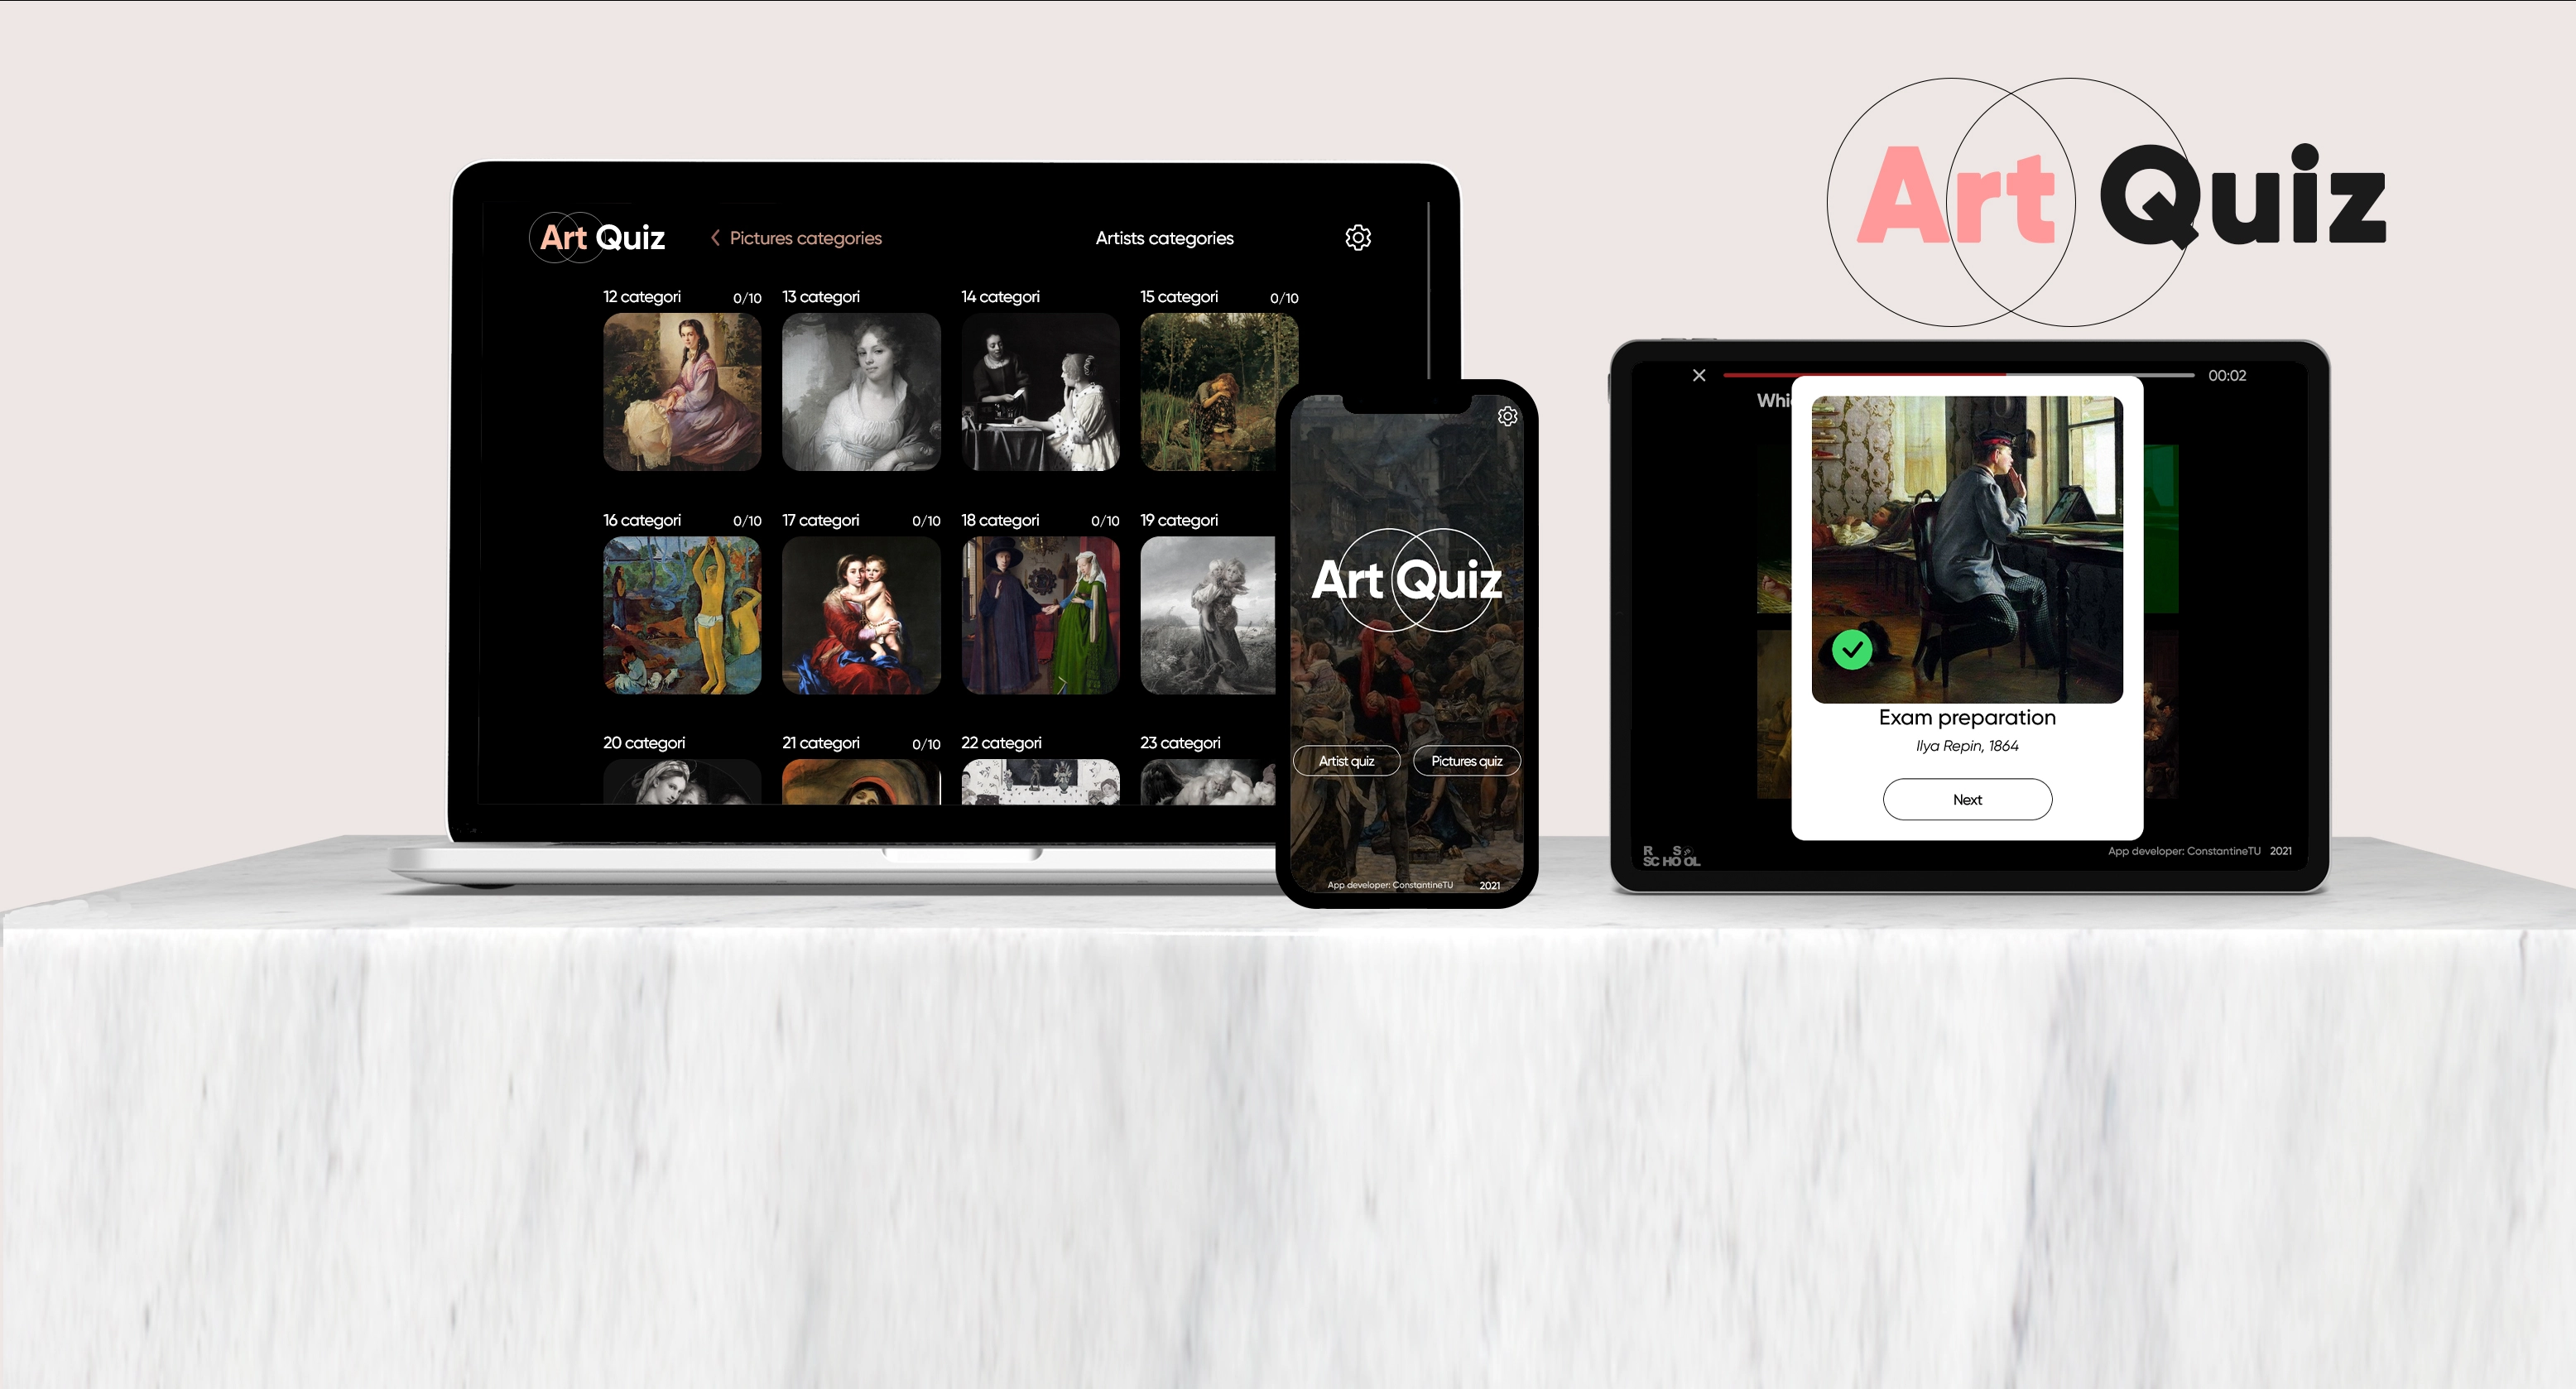 Art Quiz
Art Quiz
Pictures categories
Artists categories
12 categori 0/10
13 categori
14 categori
15 categori 0/10
16 categori 0/10
17 categori 0/10
18 categori 0/10
19 categori
20 categori
21 categori 0/10
22 categori
23 categori
Art Quiz
Artist quiz
Pictures quiz
App developer: ConstantineTU 2021
00:02
Whi
Exam preparation
Ilya Repin, 1864
Next
R S
SCHOOL
App developer: ConstantineTU 2021